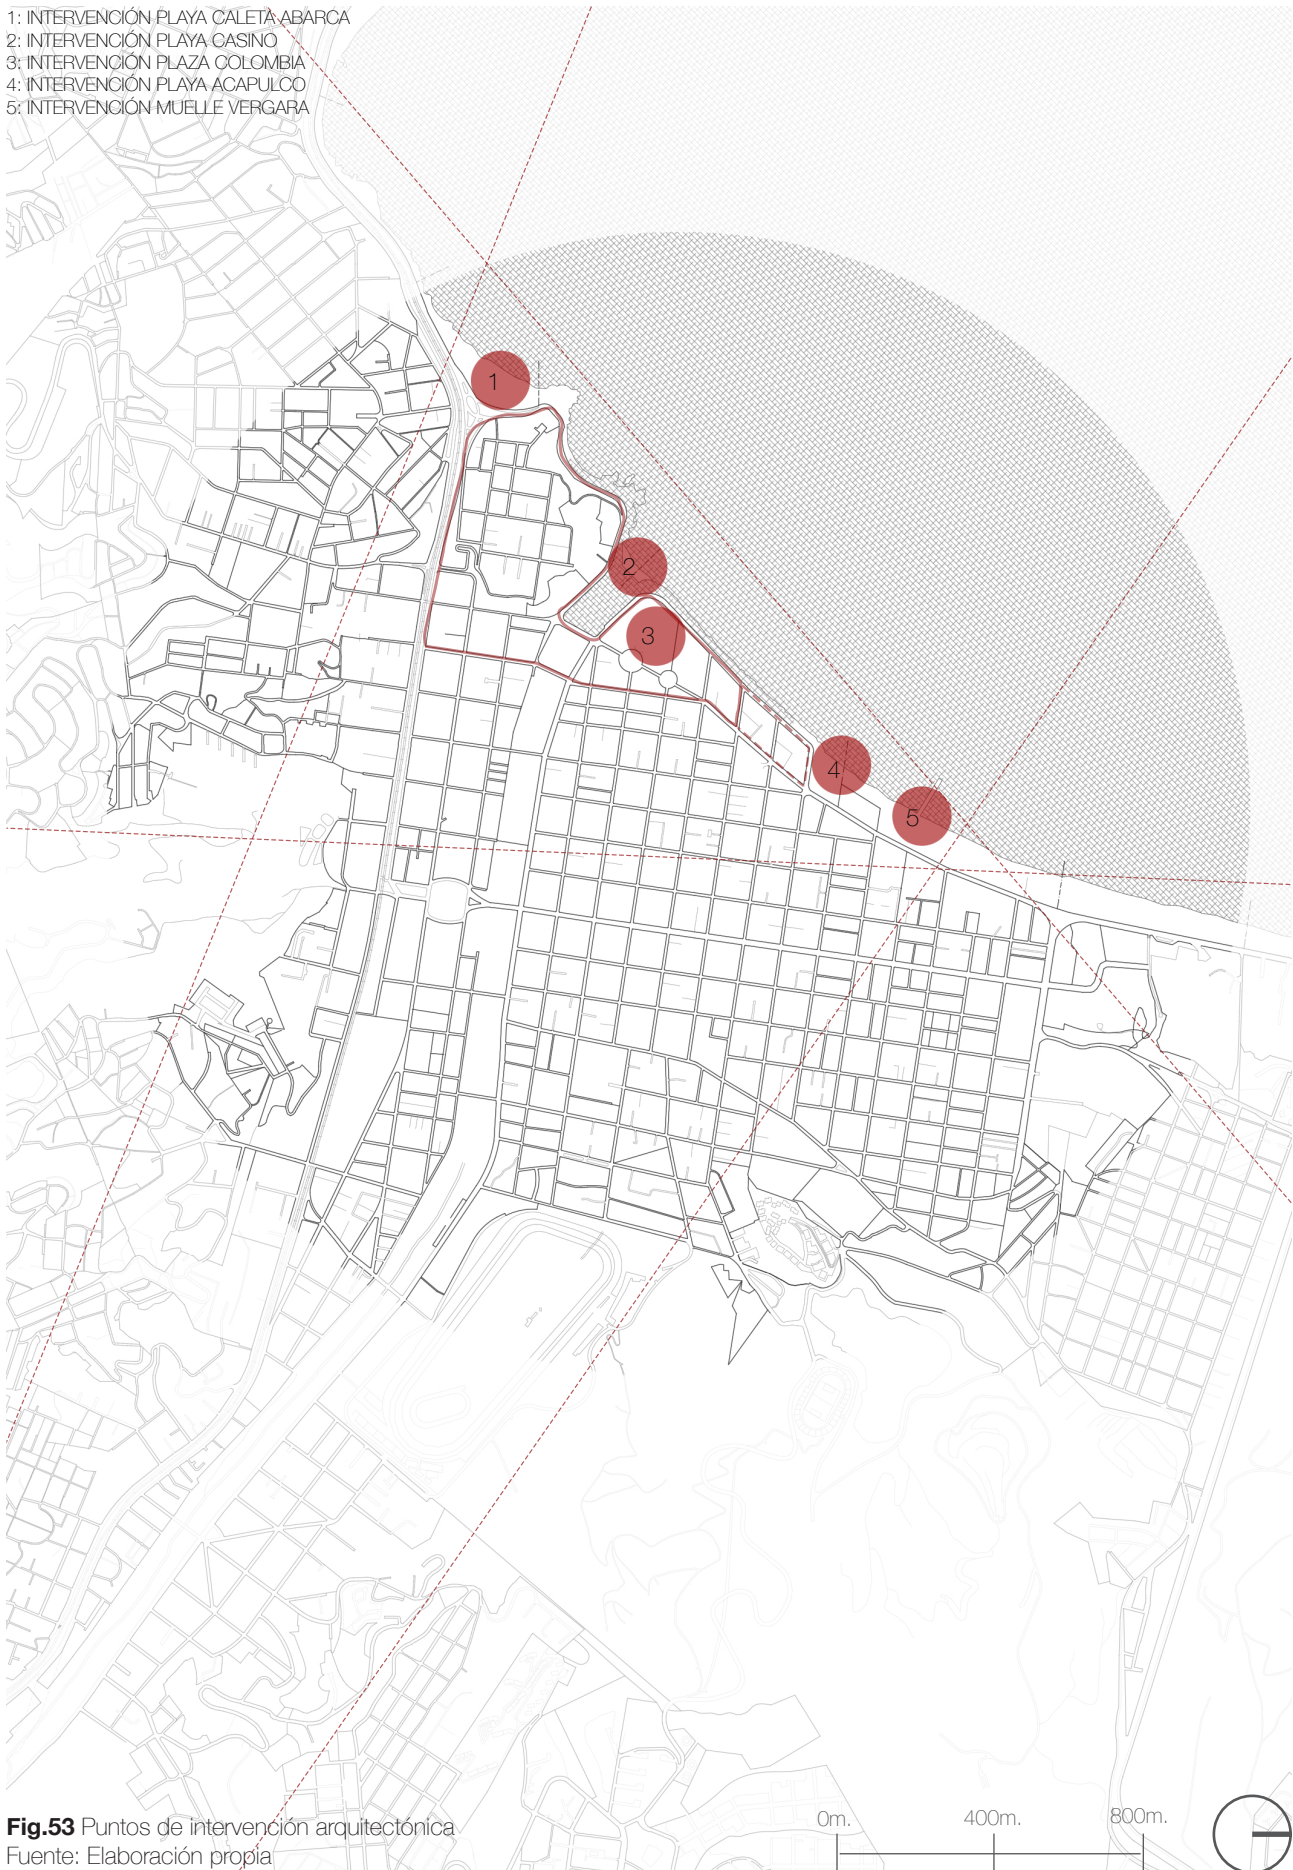 1: INTERVENCIÓN PLAYA CALETA ABARCA
2: INTERVENCIÓN PLAYA CASINO
3: INTERVENCIÓN PLAZA COLOMBIA
4: INTERVENCIÓN PLAYA ACAPULCO
5: INTERVENCIÓN MUELLE VERGARA
1
2
3
4
5
Fig.53 Puntos de intervención arquitectónica
Fuente: Elaboración propia
0m. 400m. 800m.